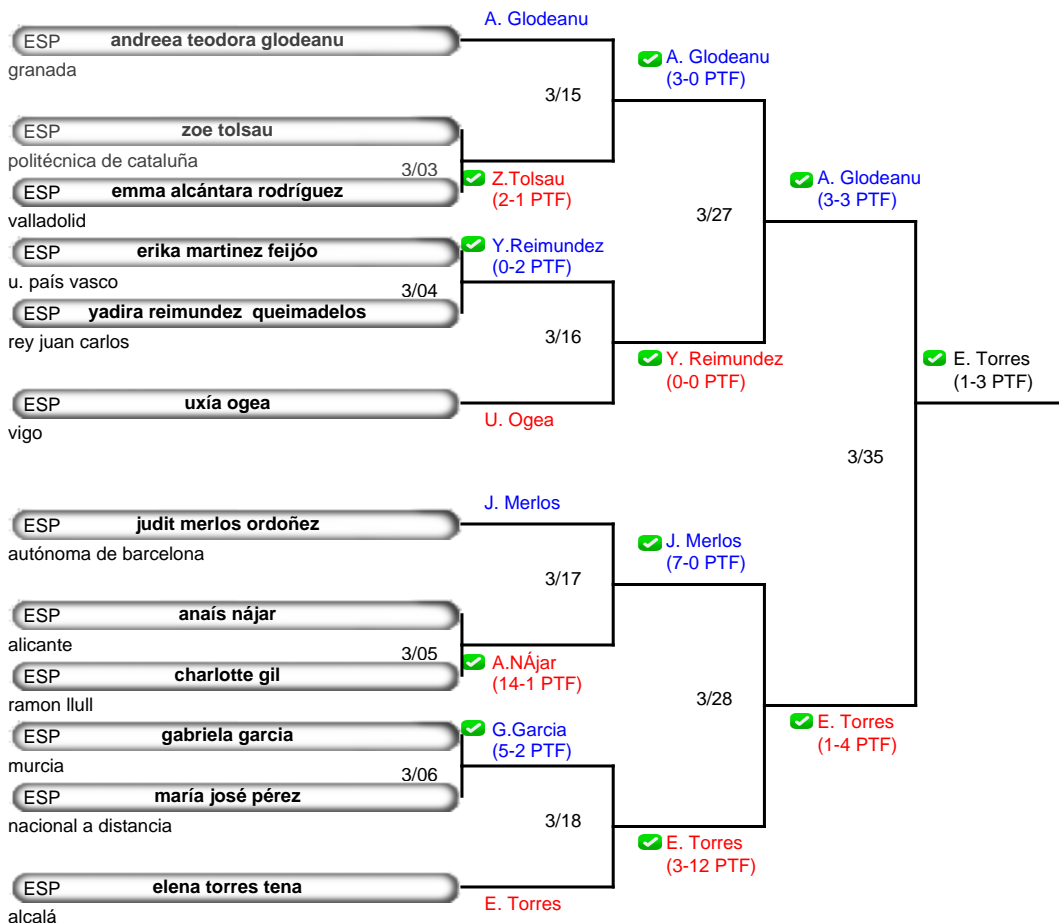 A. Glodeanu
ESP andreea teodora glodeanu
granada
A. Glodeanu
(3-0 PTF)
3/15
ESP zoe tolsau
politécnica de cataluña
3/03
Z.Tolsau
(2-1 PTF)
ESP emma alcántara rodríguez
valladolid
A. Glodeanu
(3-3 PTF)
3/27
ESP erika martinez feijóo
u. país vasco
Y.Reimundez
(0-2 PTF)
3/04
ESP yadira reimundez queimadelos
rey juan carlos
3/16
Y. Reimundez
(0-0 PTF)
E. Torres
(1-3 PTF)
ESP uxía ogea
vigo
U. Ogea
3/35
J. Merlos
ESP judit merlos ordoñez
autónoma de barcelona
J. Merlos
(7-0 PTF)
3/17
ESP anaís nájar
alicante
3/05
A.NÁjar
(14-1 PTF)
ESP charlotte gil
ramon llull
3/28
E. Torres
(1-4 PTF)
ESP gabriela garcia
murcia
G.Garcia
(5-2 PTF)
3/06
ESP maría josé pérez
nacional a distancia
3/18
E. Torres
(3-12 PTF)
ESP elena torres tena
alcalá
E. Torres